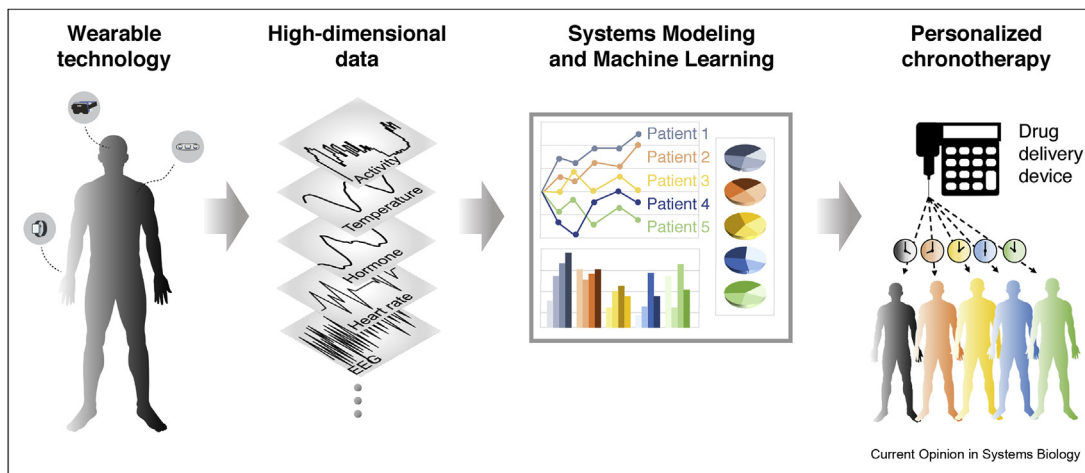 Wearable
technology
High-dimensional
data
Systems Modeling
and Machine Learning
Personalized
chronotherapy
Activity
Temperature
Hormone
Heart rate
EEG
Patient 1
Patient 2
Patient 3
Patient 4
Patient 5
Drug
delivery
device
Current Opinion in Systems Biology